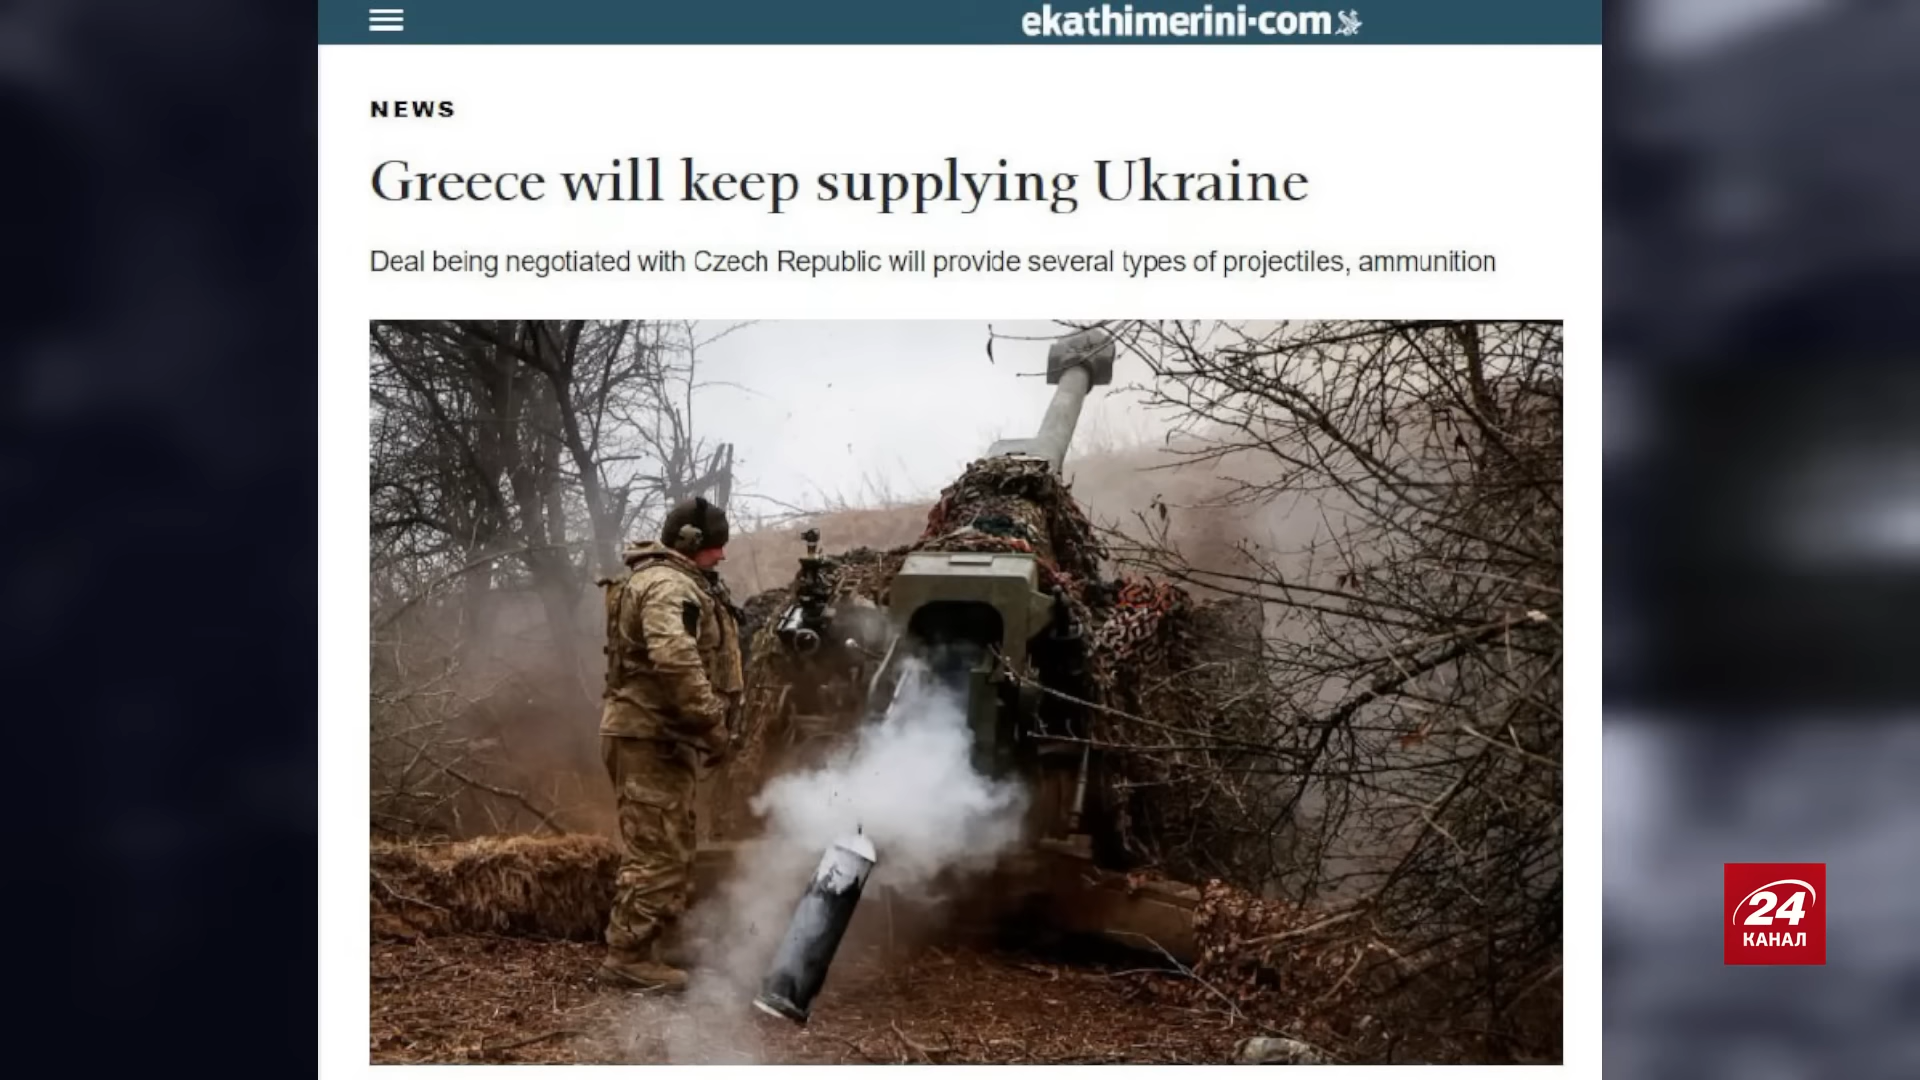 ekathimerini·com
NEWS
Greece will keep supplying Ukraine
Deal being negotiated with Czech Republic will provide several types of projectiles, ammunition
24
КАНАЛ